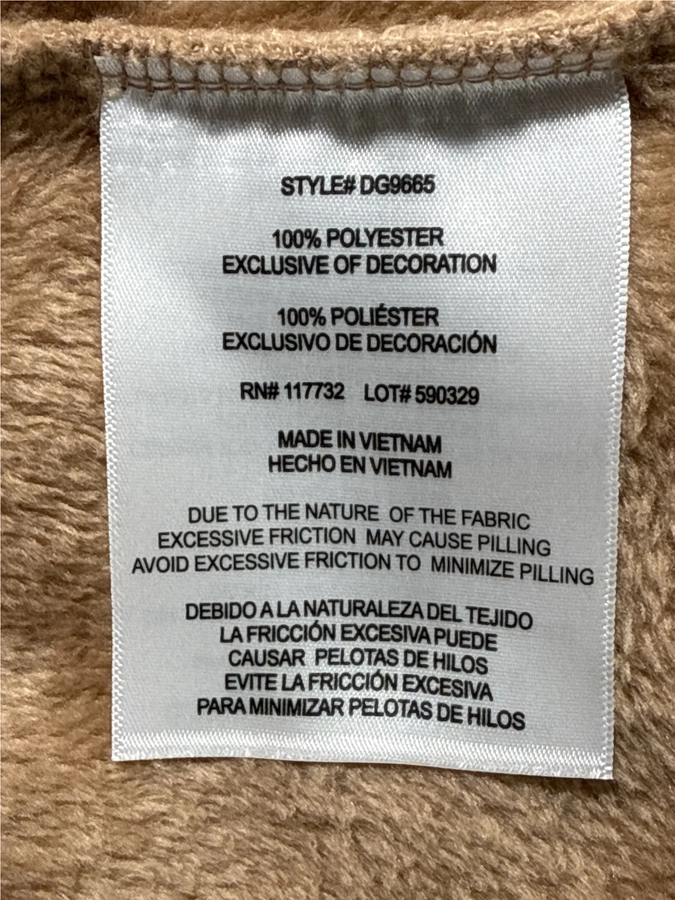 STYLE# DG9665
100% POLYESTER
EXCLUSIVE OF DECORATION
100% POLIÉSTER
EXCLUSIVO DE DECORACIÓN
RN# 117732 LOT# 590329
MADE IN VIETNAM
HECHO EN VIETNAM
DUE TO THE NATURE OF THE FABRIC
EXCESSIVE FRICTION MAY CAUSE PILLING
AVOID EXCESSIVE FRICTION TO MINIMIZE PILLING
DEBIDO A LA NATURALEZA DEL TEJIDO
LA FRICCIÓN EXCESIVA PUEDE
CAUSAR PELOTAS DE HILOS
EVITE LA FRICCIÓN EXCESIVA
PARA MINIMIZAR PELOTAS DE HILOS